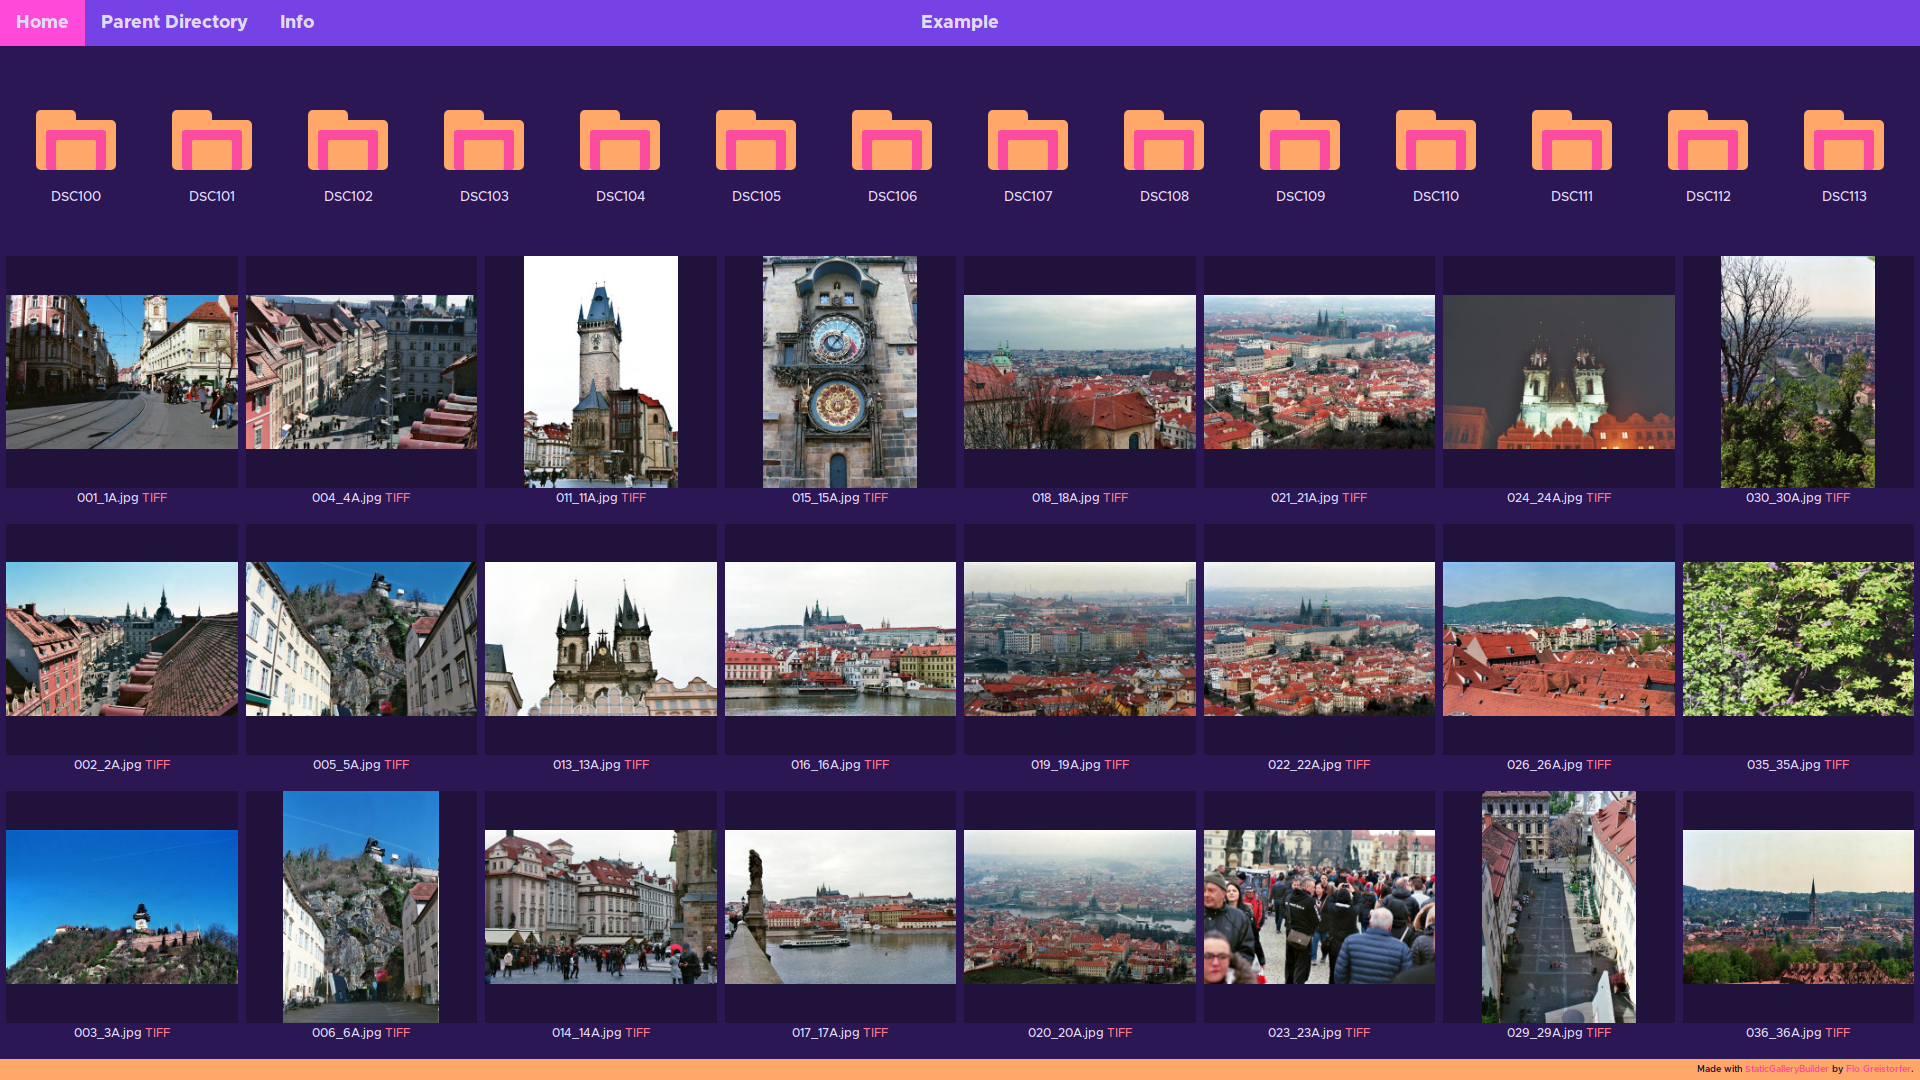 Home Parent Directory Info Example
DSC100 DSC101 DSC102 DSC103 DSC104 DSC105 DSC106 DSC107 DSC108 DSC109 DSC110 DSC111 DSC112 DSC113
001_1A.jpg TIFF 004_4A.jpg TIFF 011_11A.jpg TIFF 015_15A.jpg TIFF 018_18A.jpg TIFF 021_21A.jpg TIFF 024_24A.jpg TIFF 030_30A.jpg TIFF
002_2A.jpg TIFF 005_5A.jpg TIFF 013_13A.jpg TIFF 016_16A.jpg TIFF 019_19A.jpg TIFF 022_22A.jpg TIFF 026_26A.jpg TIFF 035_35A.jpg TIFF
003_3A.jpg TIFF 006_6A.jpg TIFF 014_14A.jpg TIFF 017_17A.jpg TIFF 020_20A.jpg TIFF 023_23A.jpg TIFF 029_29A.jpg TIFF 036_36A.jpg TIFF
Made with StaticGalleryBuilder by Flo Greistorfer.